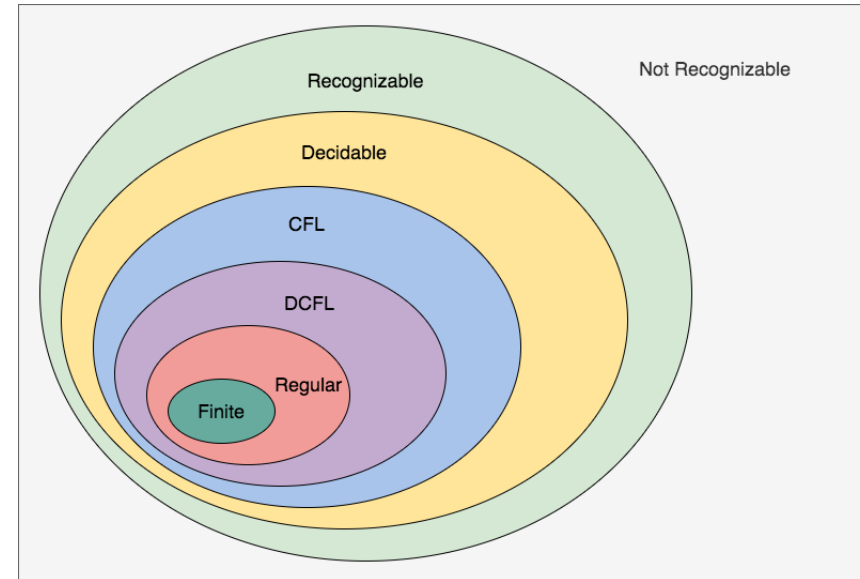 Not Recognizable
Recognizable
Decidable
CFL
DCFL
Regular
Finite